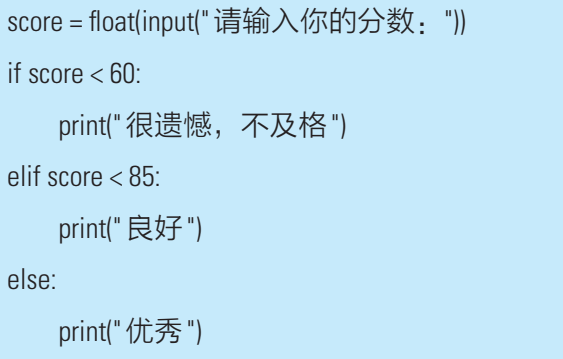 score = float(input("请输入你的分数："))
if score < 60:
    print("很遗憾，不及格")
elif score < 85:
    print("良好")
else:
    print("优秀")